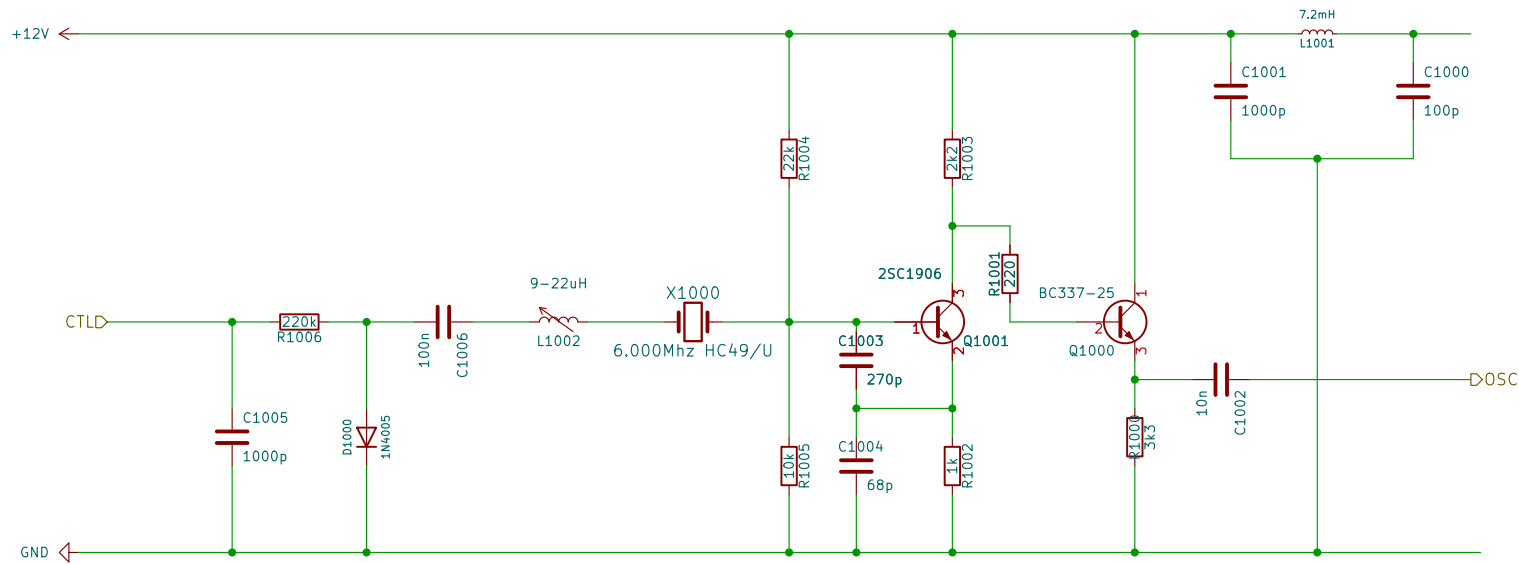 7.2mH
+12V
L1001
C1001
C1000
1000p
100p
22k
R1004
2k2
R1003
2SC1906
R1001
220
9-22uH
X1000
BC337-25
3
1
CTL
220k
R1006
100n
C1006
L1002
6.000Mhz HC49/U
C1003
270p
1
2
Q1001
2
3
Q1000
OSC
10n
C1002
C1005
1000p
D1000
1N4005
10k
R1005
C1004
68p
1k
R1002
R1000
3k3
GND